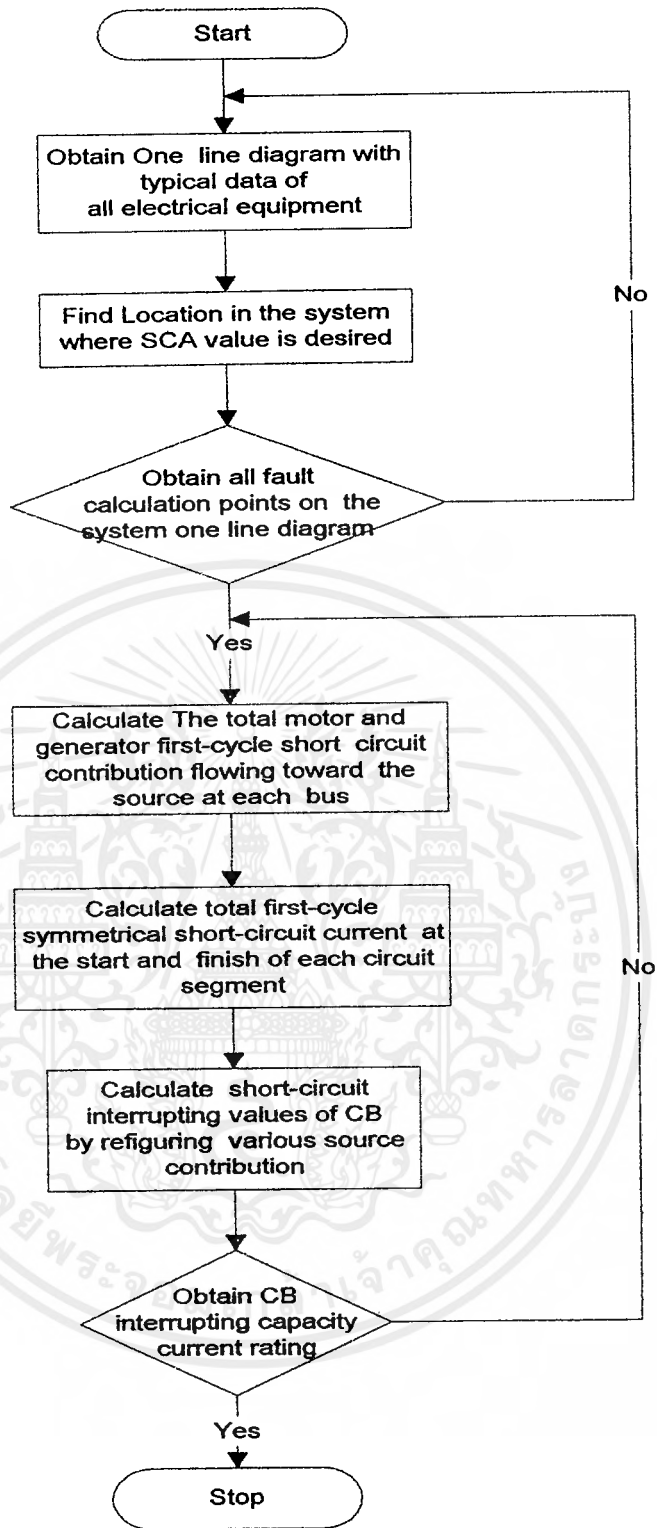 Start
Obtain One line diagram with
typical data of
all electrical equipment
No
Find Location in the system
where SCA value is desired
Obtain all fault
calculation points on the
system one line diagram
Yes
Calculate The total motor and
generator first-cycle short circuit
contribution flowing toward the
source at each bus
Calculate total first-cycle
symmetrical short-circuit current at
the start and finish of each circuit
segment
No
Calculate short-circuit
interrupting values of CB
by refiguring various source
contribution
Obtain CB
interrupting capacity
current rating
Yes
Stop